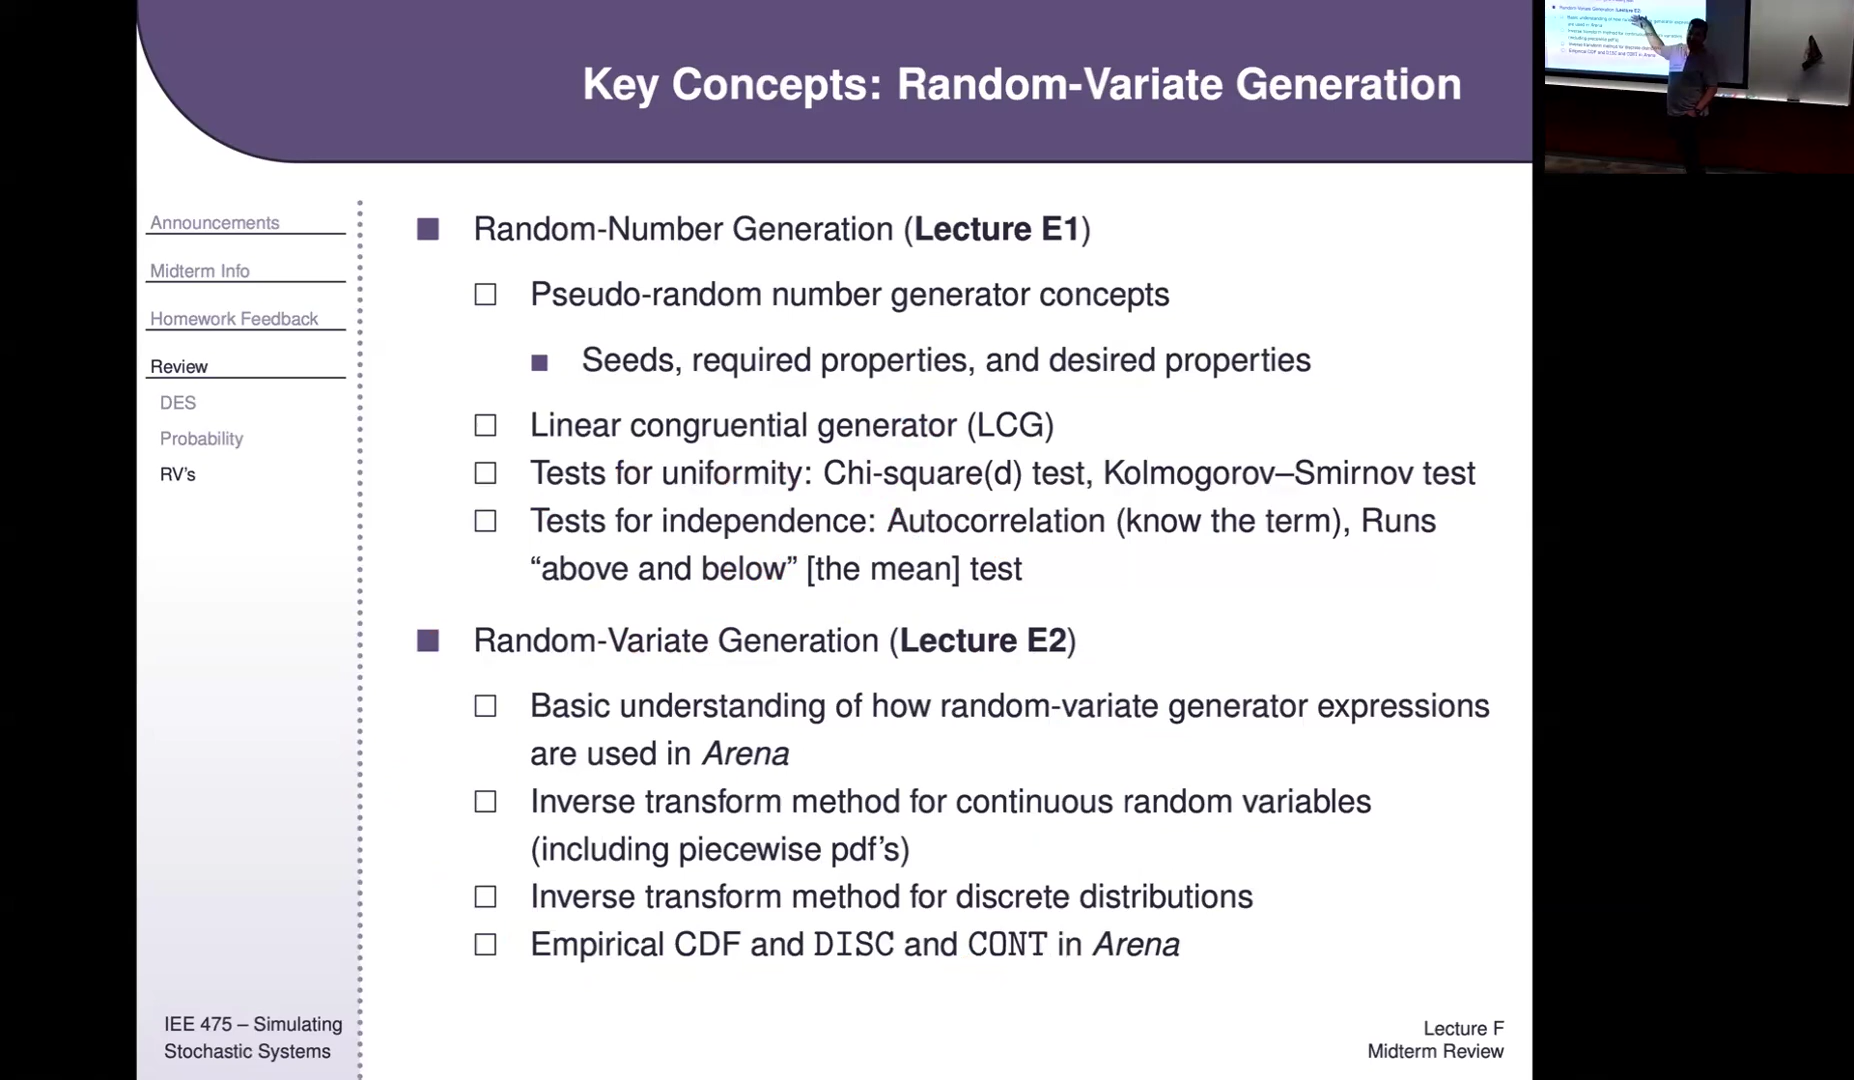 Key Concepts: Random-Variate Generation
Announcements
Midterm Info
Homework Feedback
Review
DES
Probability
RV's
Random-Number Generation (Lecture E1)
Pseudo-random number generator concepts
Seeds, required properties, and desired properties
Linear congruential generator (LCG)
Tests for uniformity: Chi-square(d) test, Kolmogorov–Smirnov test
Tests for independence: Autocorrelation (know the term), Runs
“above and below” [the mean] test
Random-Variate Generation (Lecture E2)
Basic understanding of how random-variate generator expressions
are used in Arena
Inverse transform method for continuous random variables
(including piecewise pdf’s)
Inverse transform method for discrete distributions
Empirical CDF and DISC and CONT in Arena
IEE 475 – Simulating
Stochastic Systems
Lecture F
Midterm Review